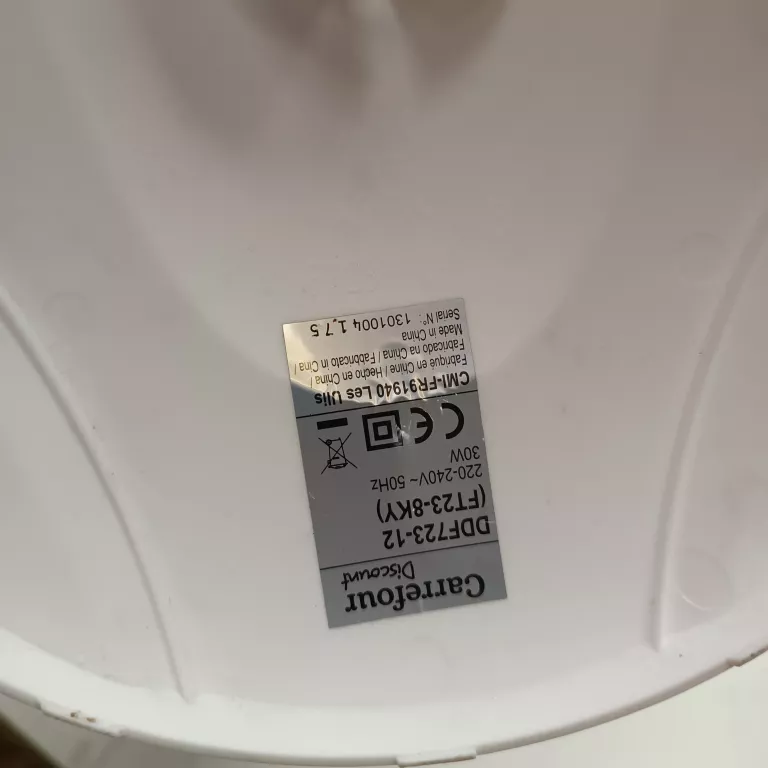 Carrefour
Discount
DDF723-12
(FT23-8KY)
220-240V~ 50Hz
30W
CE
CMI-FR91940 Les Ulis
Fabriqué en Chine / Hecho en China /
Fabricado na China / Fabbricato in Cina /
Made in China
Serial N°: 1301004 1,7 5